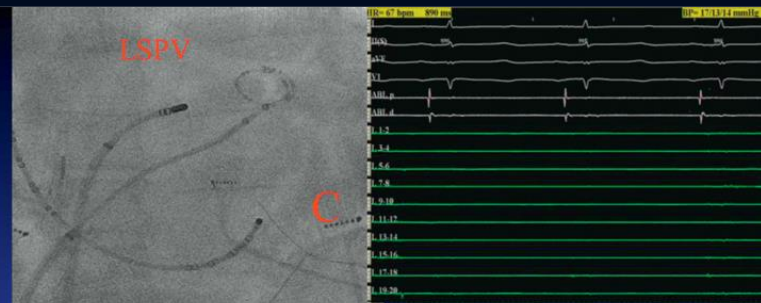 LSPV
C
HR= 67 bpm 890 ms
BP= 17/13/14 mmHg
I
II(S)
aVF
V1
ABL p
ABL d
L 1-2
L 3-4
L 5-6
L 7-8
L 9-10
L 11-12
L 13-14
L 15-16
L 17-18
L 19-20